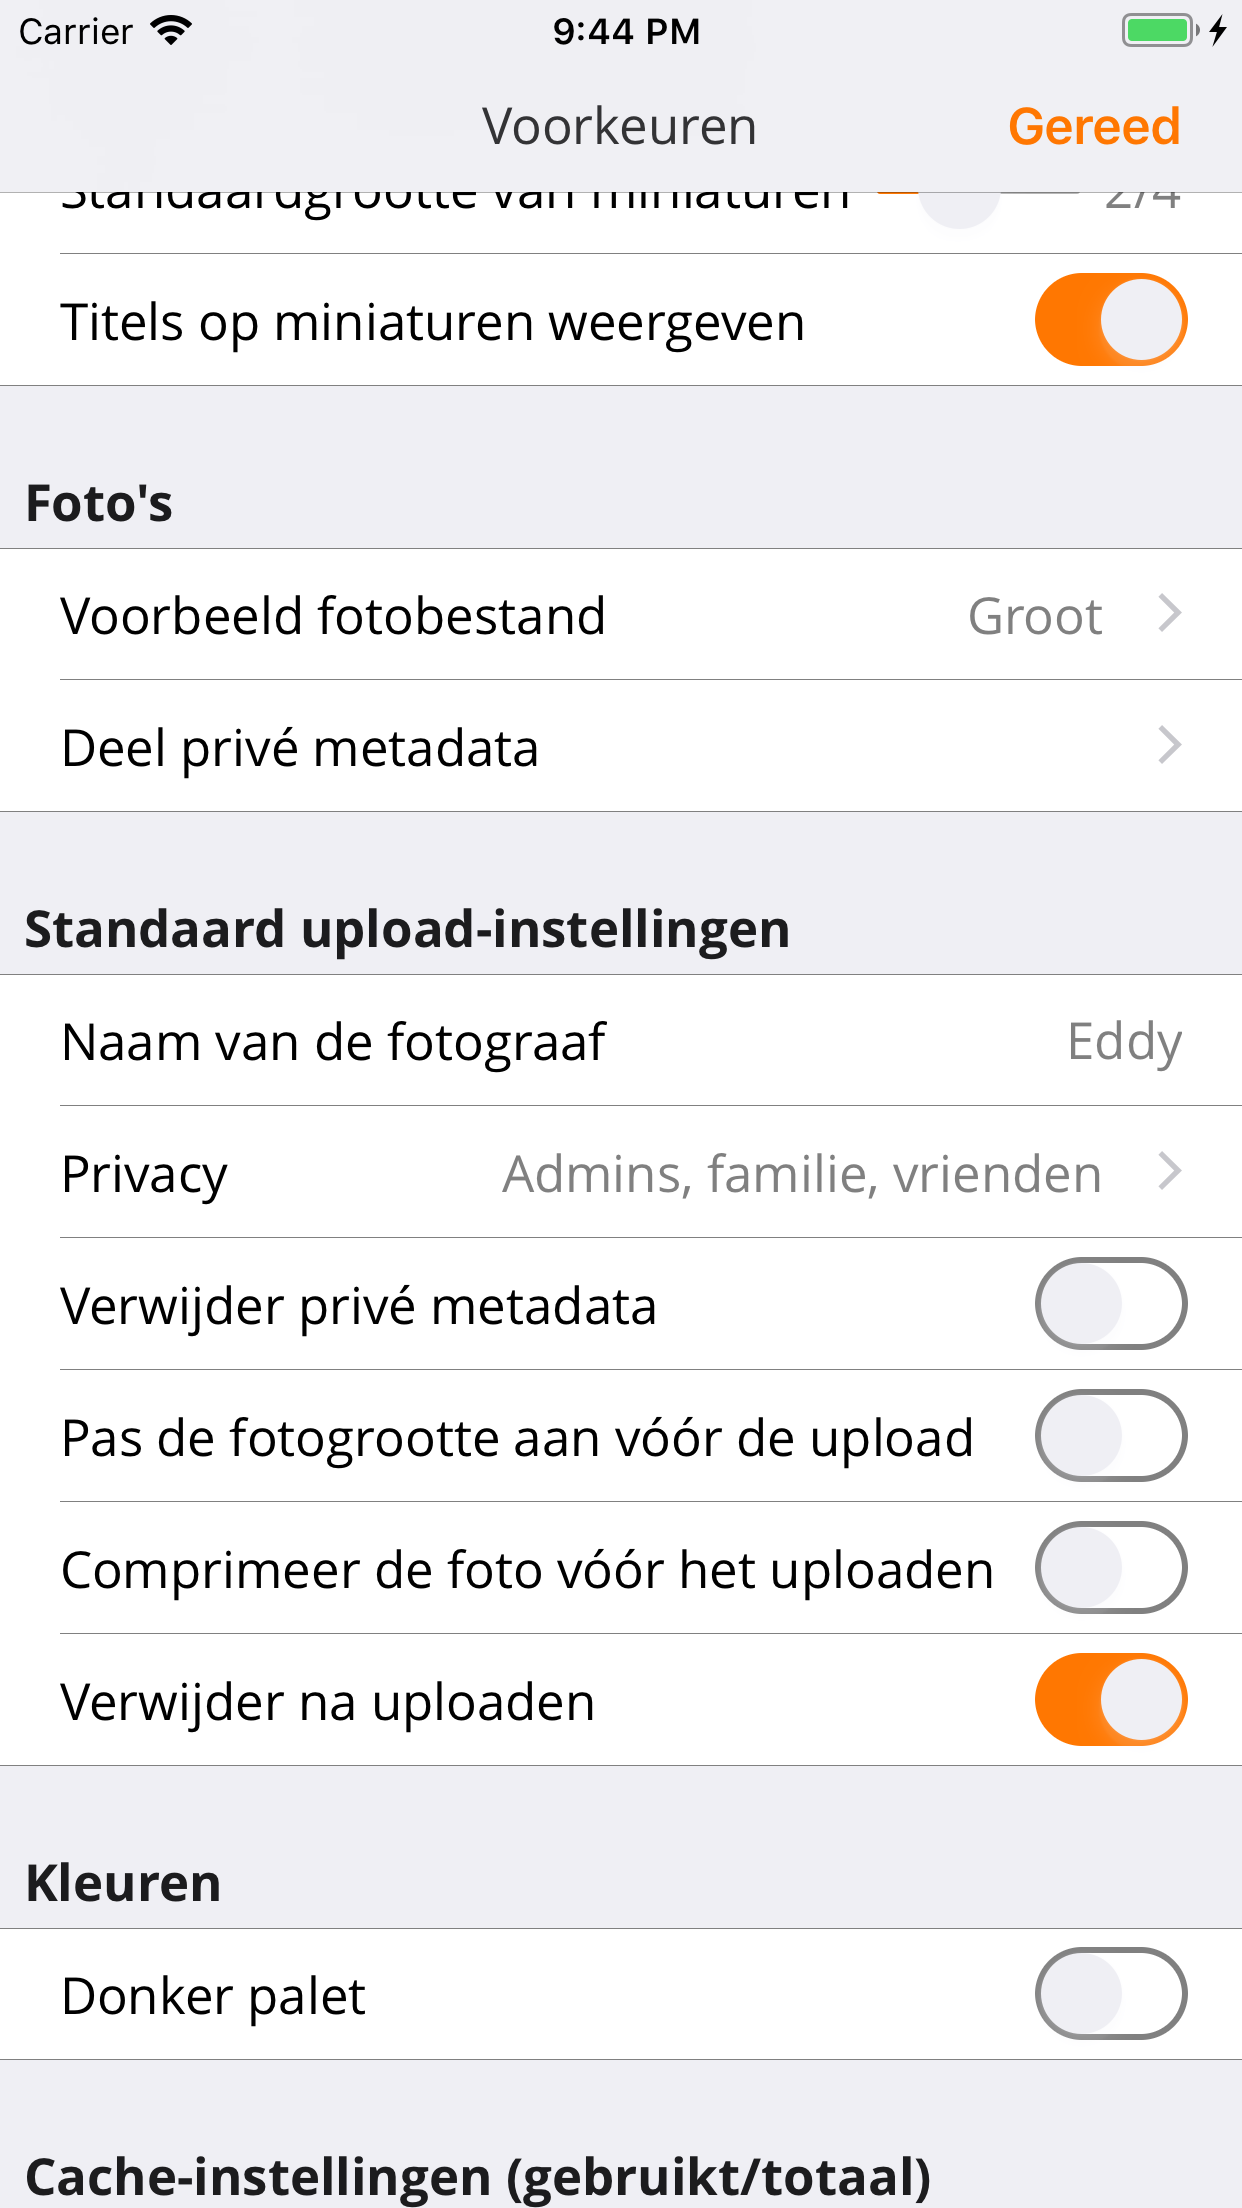 Carrier 9:44 PM
Voorkeuren Gereed
Standaardgrootte van miniaturen 2/4
Titels op miniaturen weergeven
Foto's
Voorbeeld fotobestand Groot
Deel privé metadata
Standaard upload-instellingen
Naam van de fotograaf Eddy
Privacy Admins, familie, vrienden
Verwijder privé metadata
Pas de fotogrootte aan vóór de upload
Comprimeer de foto vóór het uploaden
Verwijder na uploaden
Kleuren
Donker palet
Cache-instellingen (gebruikt/totaal)